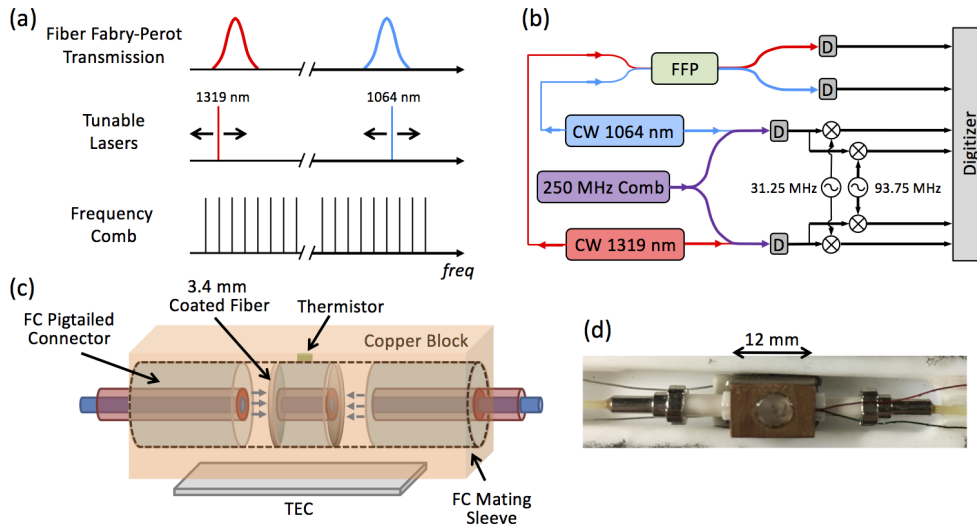 (a)
Fiber Fabry-Perot
Transmission
1319 nm
1064 nm
Tunable
Lasers
Frequency
Comb
freq
(b)
FFP
D
D
CW 1064 nm
D
250 MHz Comb
31.25 MHz
93.75 MHz
CW 1319 nm
D
Digitizer
(c)
3.4 mm
Coated Fiber
Thermistor
FC Pigtailed
Connector
Copper Block
TEC
FC Mating
Sleeve
(d)
12 mm